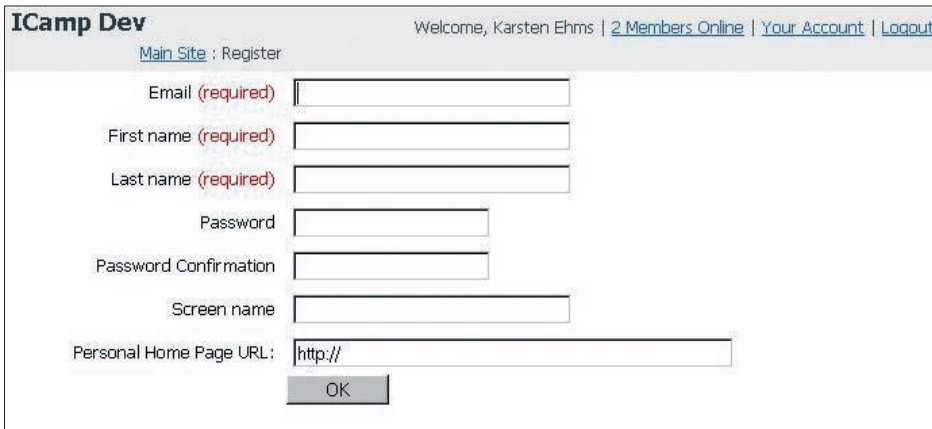 ICamp Dev
Welcome, Karsten Ehms | 2 Members Online | Your Account | Logout
Main Site : Register
Email (required)
First name (required)
Last name (required)
Password
Password Confirmation
Screen name
Personal Home Page URL: http://
OK